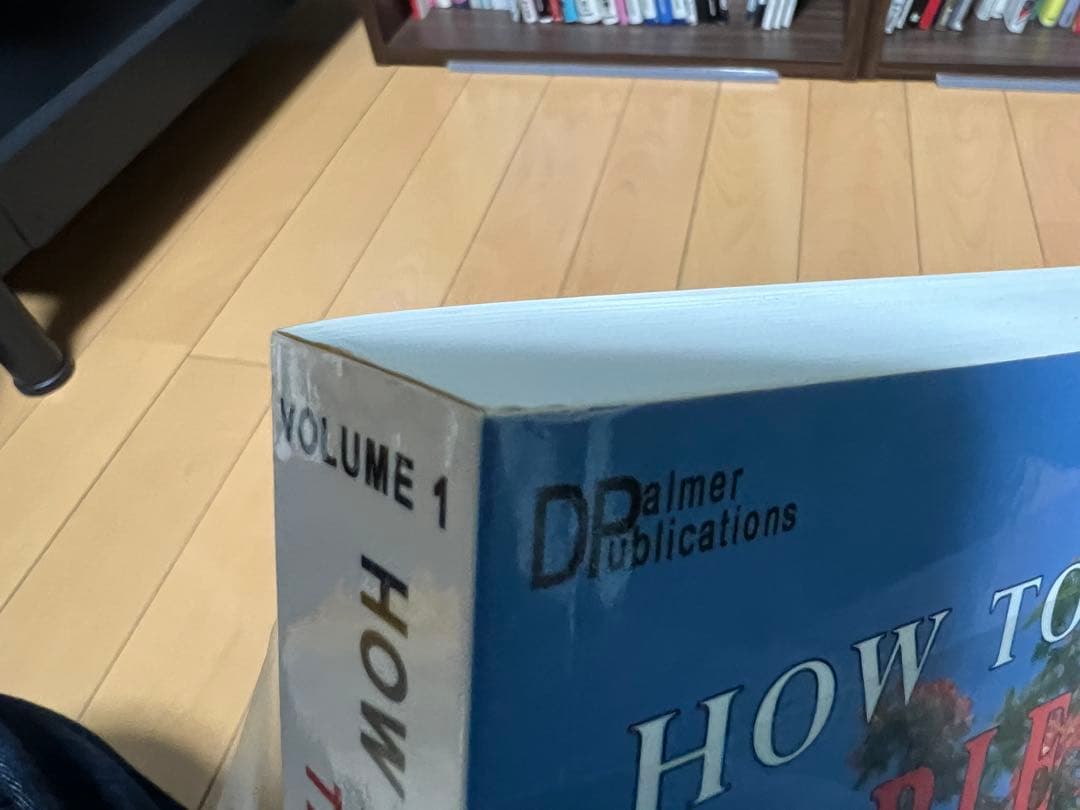 VOLUME 1
HOW
DPalmer
Publications
HOW TO